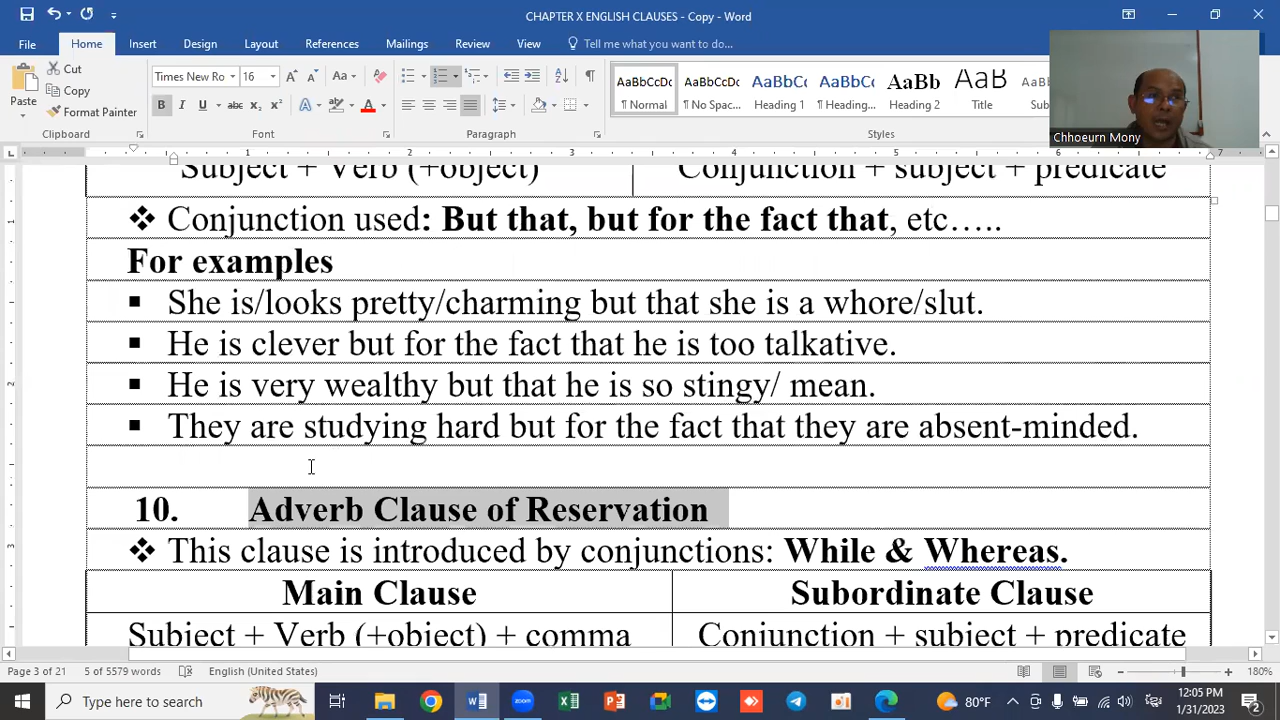 CHAPTER X ENGLISH CLAUSES - Copy - Word
File Home Insert Design Layout References Mailings Review View Tell me what you want to do...
Paste
Cut
Copy
Format Painter
Clipboard
Times New Ro 16
Font
Paragraph
AaBbCcDc AaBbCcDc AaBbCc AaBbCc AaBb AaB
¶ Normal ¶ No Spac... Heading ¶ Heading... Heading 2 Title
Styles
Chhoeurn Mony
1 2 3 4 5 6 7
Subject + Verb (+object) Conjunction + subject + predicate
❖ Conjunction used: But that, but for the fact that, etc…..
For examples
▪ She is/looks pretty/charming but that she is a whore/slut.
▪ He is clever but for the fact that he is too talkative.
▪ He is very wealthy but that he is so stingy/ mean.
▪ They are studying hard but for the fact that they are absent-minded.
10. Adverb Clause of Reservation
❖ This clause is introduced by conjunctions: While & Whereas.
Main Clause Subordinate Clause
Subject + Verb (+object) + comma Conjunction + subject + predicate
Page 3 of 21 5 of 5579 words English (United States) 180%
Type here to search
80°F
12:05 PM
1/31/2023
2